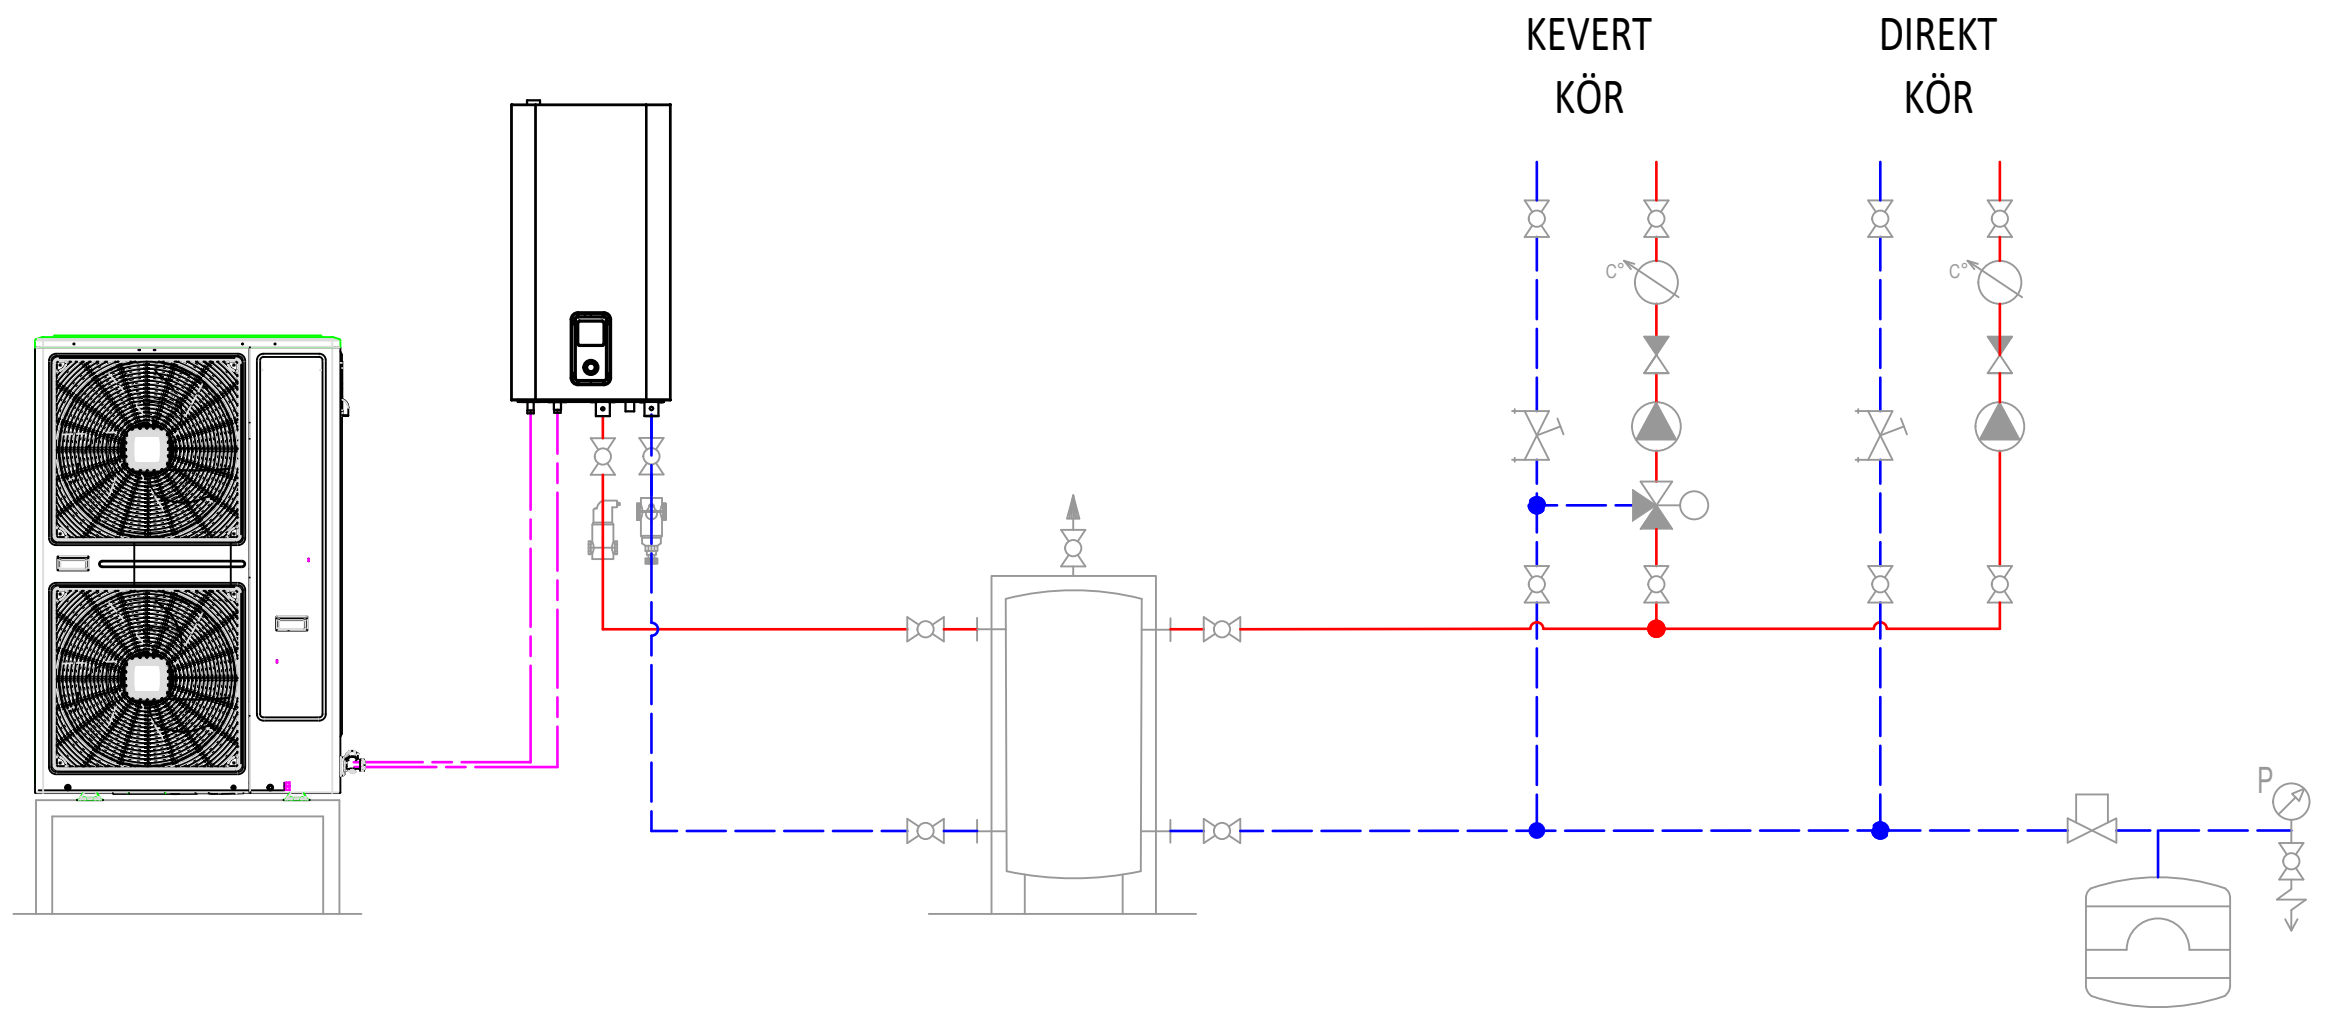 KEVERT
KÖR
DIREKT
KÖR
C°
C°
P